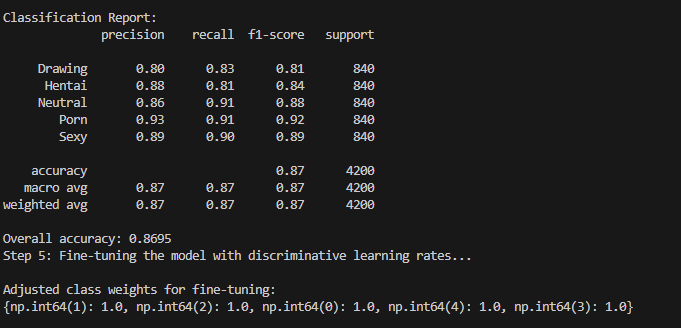 Classification Report:
precision recall f1-score support
Drawing 0.80 0.83 0.81 840
Hentai 0.88 0.81 0.84 840
Neutral 0.86 0.91 0.88 840
Porn 0.93 0.91 0.92 840
Sexy 0.89 0.90 0.89 840
accuracy 0.87 4200
macro avg 0.87 0.87 0.87 4200
weighted avg 0.87 0.87 0.87 4200
Overall accuracy: 0.8695
Step 5: Fine-tuning the model with discriminative learning rates...
Adjusted class weights for fine-tuning:
{np.int64(1): 1.0, np.int64(2): 1.0, np.int64(0): 1.0, np.int64(4): 1.0, np.int64(3): 1.0}